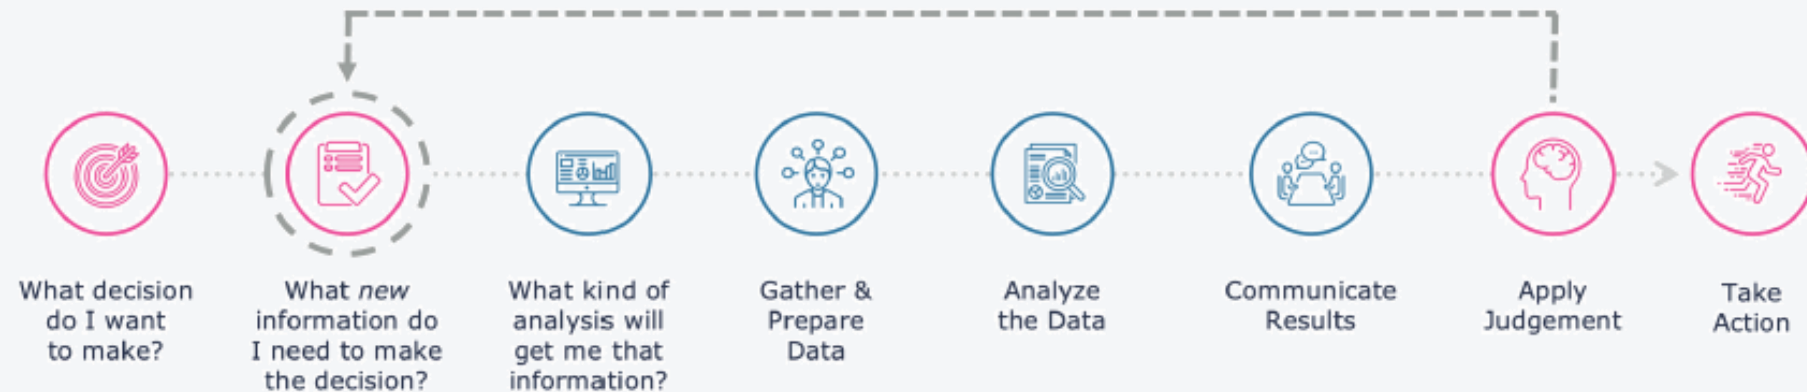 What decision
do I want
to make?
What new
information do
I need to make
the decision?
What kind of
analysis will
get me that
information?
Gather &
Prepare
Data
Analyze
the Data
Communicate
Results
Apply
Judgement
Take
Action